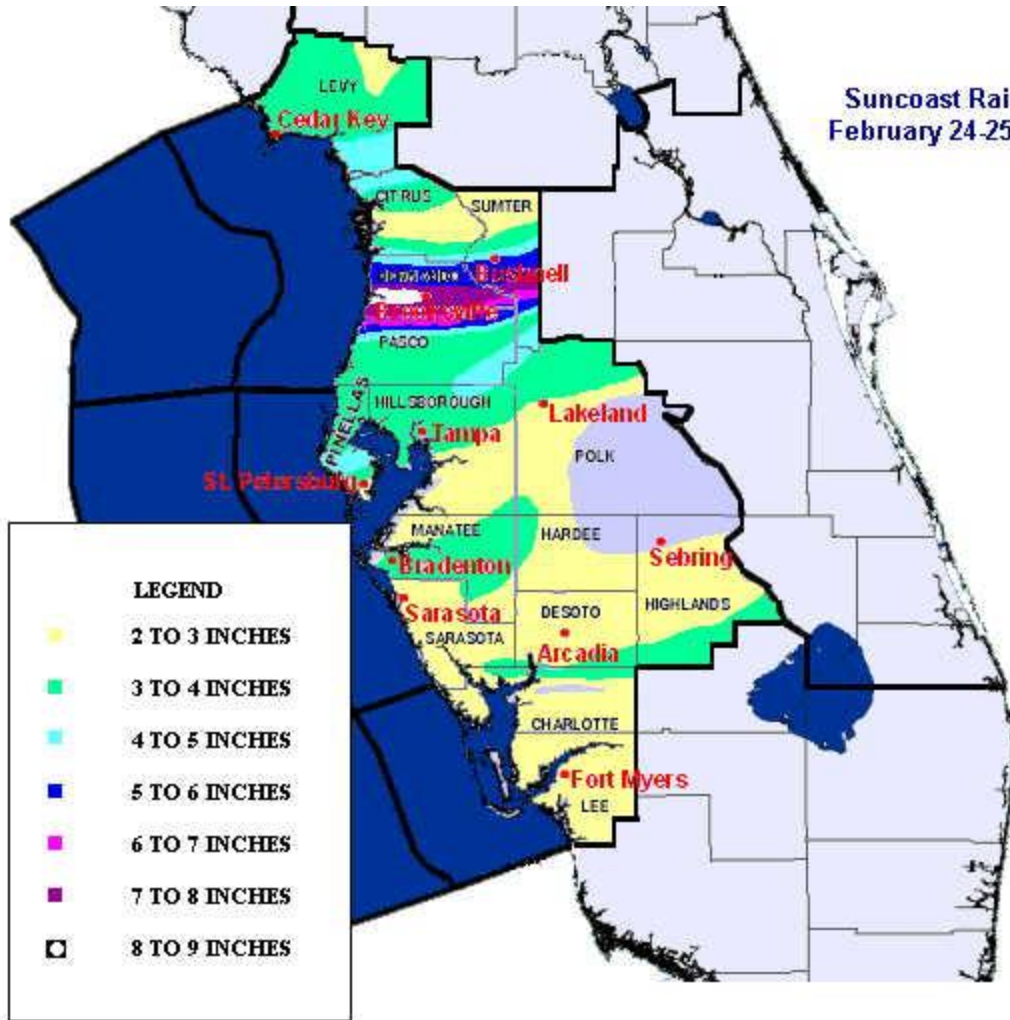 Suncoast Rai
February 24-25
LEVY
Cedar Key
CITRUS
SUMTER
Bushnell
HERNANDO
Brooksville
PASCO
PINELLAS
HILLSBOROUGH
Lakeland
Tampa
POLK
St. Petersburg
MANATEE
HARDEE
Sebring
Bradenton
Sarasota
DESOTO
HIGHLANDS
SARASOTA
Arcadia
CHARLOTTE
Fort Myers
LEE
LEGEND
2 TO 3 INCHES
3 TO 4 INCHES
4 TO 5 INCHES
5 TO 6 INCHES
6 TO 7 INCHES
7 TO 8 INCHES
8 TO 9 INCHES